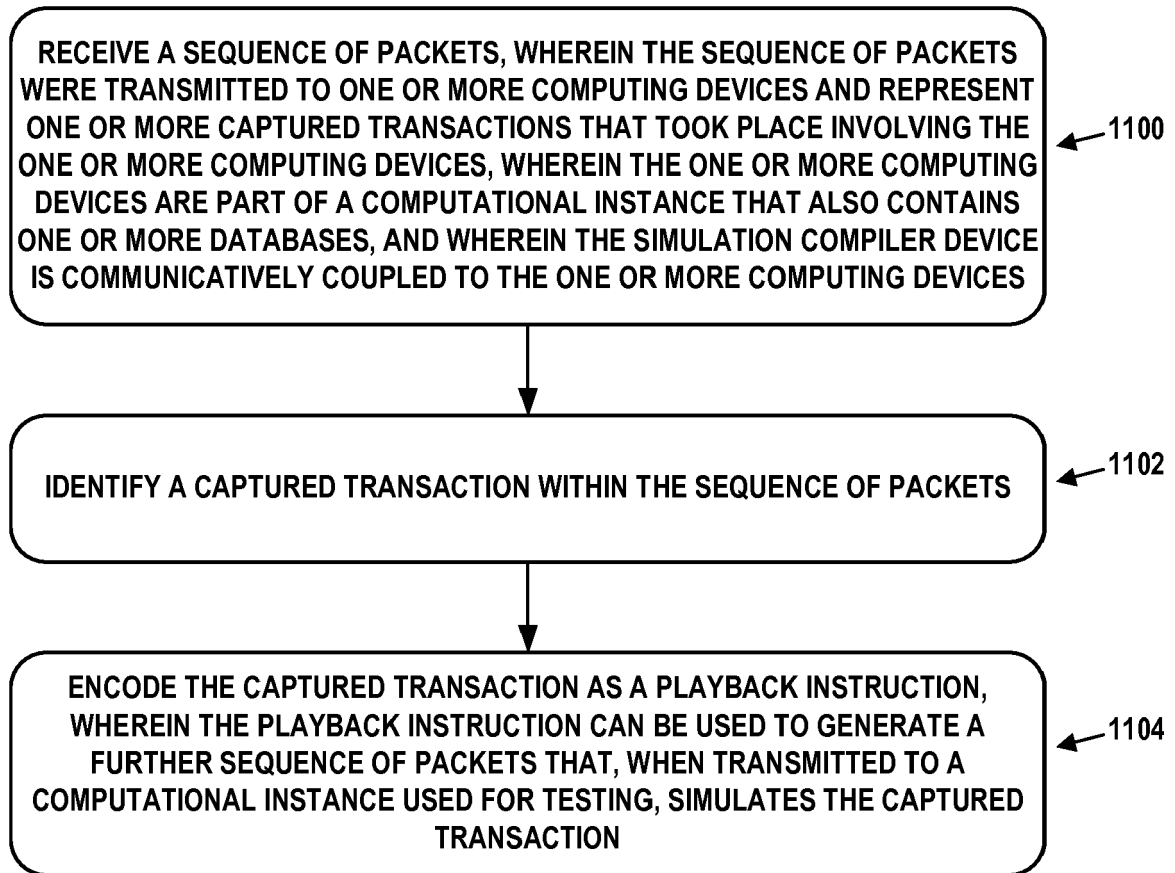 RECEIVE A SEQUENCE OF PACKETS, WHEREIN THE SEQUENCE OF PACKETS
WERE TRANSMITTED TO ONE OR MORE COMPUTING DEVICES AND REPRESENT
ONE OR MORE CAPTURED TRANSACTIONS THAT TOOK PLACE INVOLVING THE
ONE OR MORE COMPUTING DEVICES, WHEREIN THE ONE OR MORE COMPUTING
DEVICES ARE PART OF A COMPUTATIONAL INSTANCE THAT ALSO CONTAINS
ONE OR MORE DATABASES, AND WHEREIN THE SIMULATION COMPILER DEVICE
IS COMMUNICATIVELY COUPLED TO THE ONE OR MORE COMPUTING DEVICES
1100
IDENTIFY A CAPTURED TRANSACTION WITHIN THE SEQUENCE OF PACKETS
1102
ENCODE THE CAPTURED TRANSACTION AS A PLAYBACK INSTRUCTION,
WHEREIN THE PLAYBACK INSTRUCTION CAN BE USED TO GENERATE A
FURTHER SEQUENCE OF PACKETS THAT, WHEN TRANSMITTED TO A
COMPUTATIONAL INSTANCE USED FOR TESTING, SIMULATES THE CAPTURED
TRANSACTION
1104